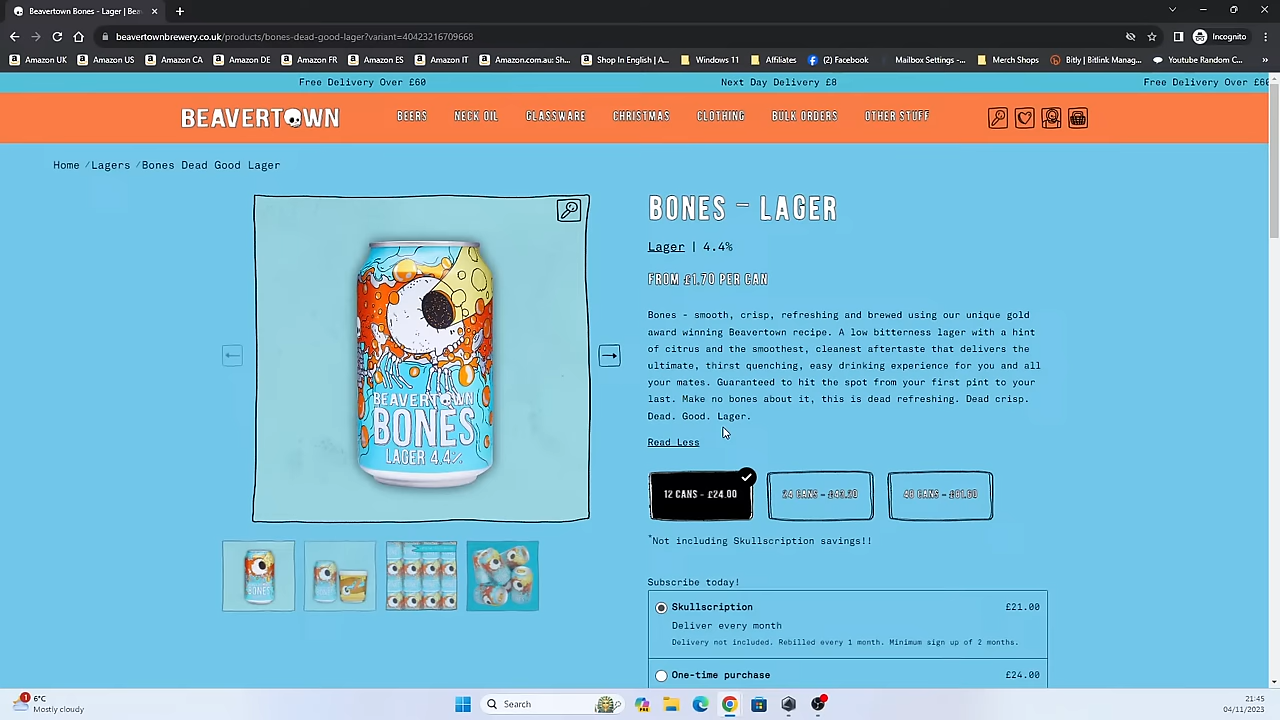 Beavertown Bones - Lager | Bea
beavertownbrewery.co.uk/products/bones-dead-good-lager?variant=40423216709668
Incognito
Amazon UK
Amazon US
Amazon CA
Amazon DE
Amazon FR
Amazon ES
Amazon IT
Amazon.com.au: Sh...
Shop In English | A...
Windows 11
Affiliates
(2) Facebook
Mailbox Settings -...
Merch Shops
Bitly | Bitlink Manag...
Youtube Random C...
Free Delivery Over £60
Next Day Delivery £8
Free Delivery Over £60
BEAVERTOWN
BEERS
NECK OIL
GLASSWARE
CHRISTMAS
CLOTHING
BULK ORDERS
OTHER STUFF
Home / Lagers / Bones Dead Good Lager
BONES - LAGER
Lager | 4.4%
FROM £1.70 PER CAN
Bones - smooth, crisp, refreshing and brewed using our unique gold
award winning Beavertown recipe. A low bitterness lager with a hint
of citrus and the smoothest, cleanest aftertaste that delivers the
ultimate, thirst quenching, easy drinking experience for you and all
your mates. Guaranteed to hit the spot from your first pint to your
last. Make no bones about it, this is dead refreshing. Dead crisp.
Dead. Good. Lager.
Read Less
BEAVERTOWN
BONES
LAGER 4.4%
12 CANS - £24.00
24 CANS -
48 CANS -
*Not including Skullscription savings!!
Subscribe today!
Skullscription
£21.00
Deliver every month
Delivery not included. Rebilled every 1 month. Minimum sign up of 2 months.
One-time purchase
£24.00
1
6°C
Mostly cloudy
Search
21:45
04/11/2023